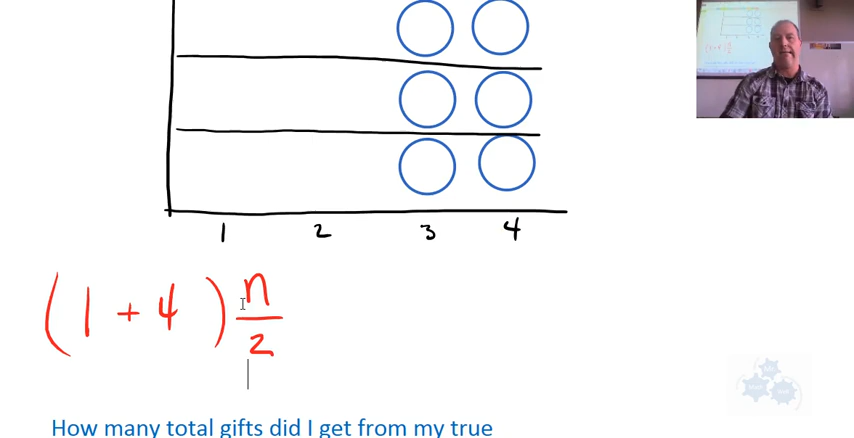 1 2 3 4
(1 + 4) n/2
How many total gifts did I get from my true